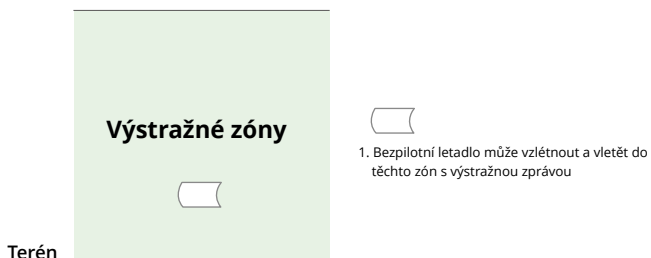 Výstražné zóny
1. Bezpilotní letadlo může vzlétnout a vletět do
těchto zón s výstražnou zprávou
Terén